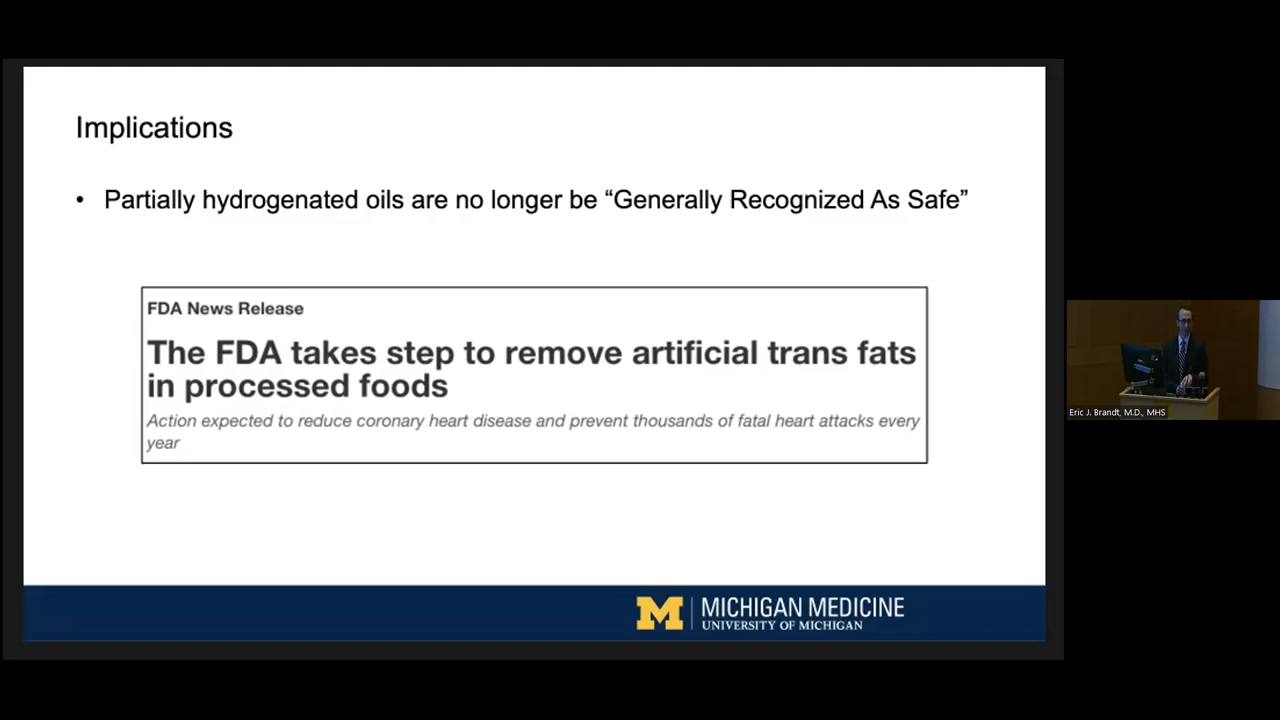 Implications
• Partially hydrogenated oils are no longer be “Generally Recognized As Safe”
FDA News Release
The FDA takes step to remove artificial trans fats
in processed foods
Action expected to reduce coronary heart disease and prevent thousands of fatal heart attacks every
year
M MICHIGAN MEDICINE
UNIVERSITY OF MICHIGAN
Eric J. Brandt, M.D., MHS